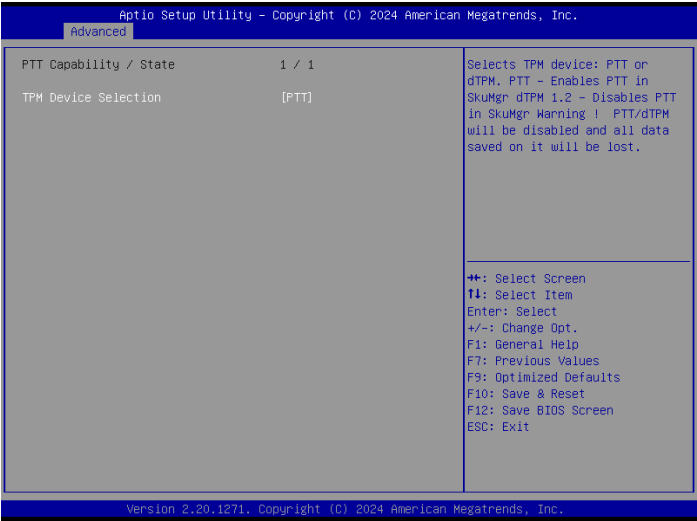 Aptio Setup Utility – Copyright (C) 2024 American Megatrends, Inc.
Advanced
PTT Capability / State 1 / 1
TPM Device Selection [PTT]
Selects TPM device: PTT or
dTPM. PTT – Enables PTT in
SkuMgr dTPM 1.2 – Disables PTT
in SkuMgr Warning ! PTT/dTPM
will be disabled and all data
saved on it will be lost.
→←: Select Screen
↑↓: Select Item
Enter: Select
+/-: Change Opt.
F1: General Help
F7: Previous Values
F9: Optimized Defaults
F10: Save & Reset
F12: Save BIOS Screen
ESC: Exit
Version 2.20.1271. Copyright (C) 2024 American Megatrends, Inc.